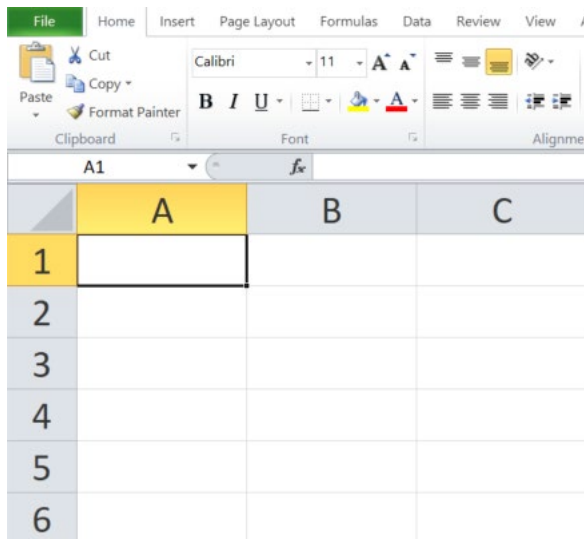 File Home Insert Page Layout Formulas Data Review View
Cut
Calibri 11 A A
Copy
Paste
Format Painter
B I U A
Clipboard Font Alignme
A1 fx
A B C
1
2
3
4
5
6